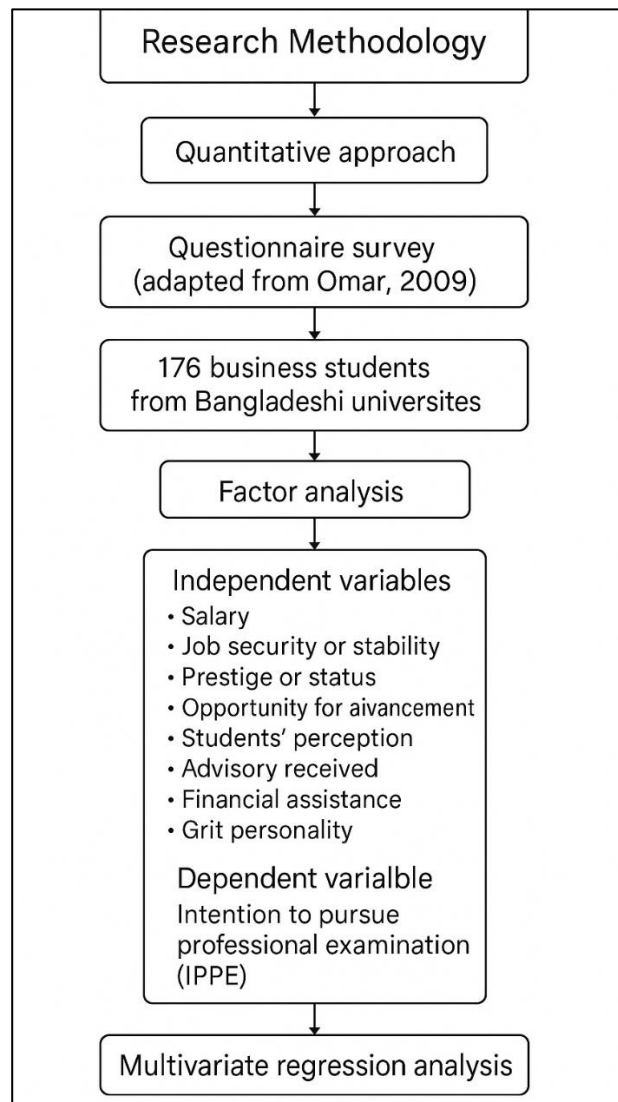 Research Methodology
Quantitative approach
Questionnaire survey
(adapted from Omar, 2009)
176 business students
from Bangladeshi universites
Factor analysis
Independent variables
• Salary
• Job security or stability
• Prestige or status
• Opportunity for aivancement
• Students’ perception
• Advisory received
• Financial assistance
• Grit personality
Dependent varialble
Intention to pursue
professional examination
(IPPE)
Multivariate regression analysis